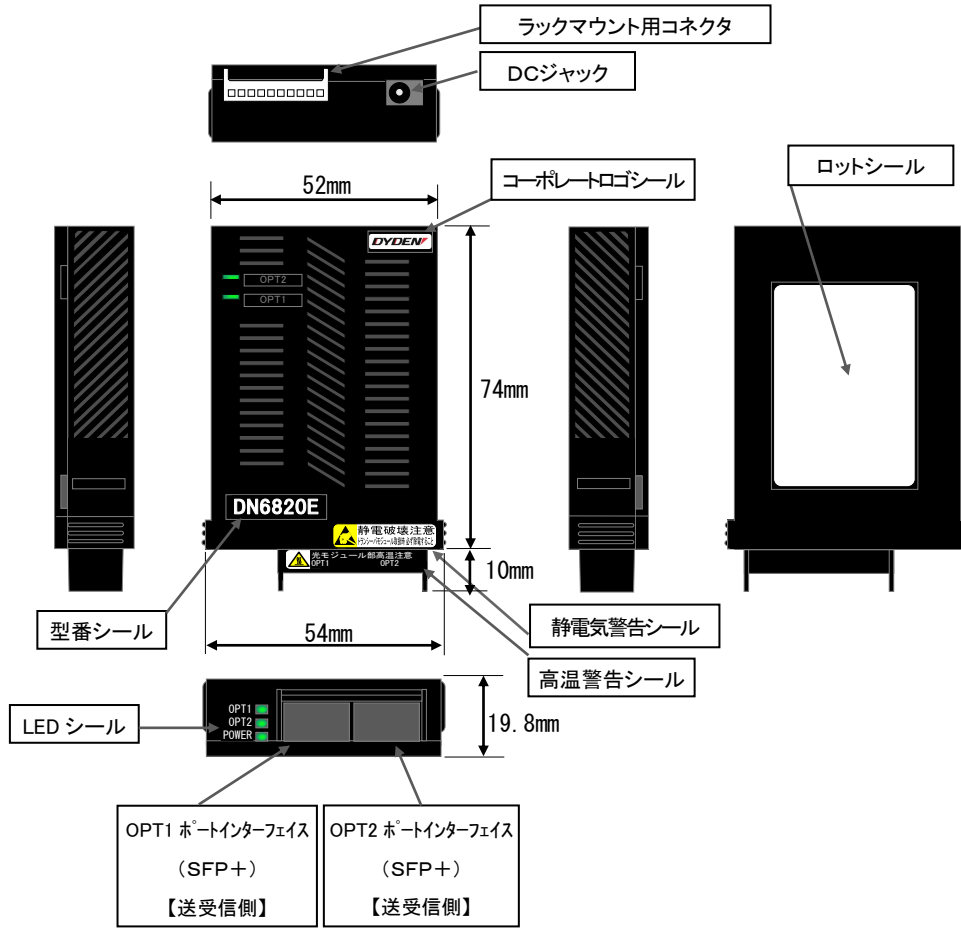 ラックマウント用コネクタ
DCジャック
コーポレートロゴシール
ロットシール
52mm
DYDEN
OPT2
OPT1
74mm
DN6820E
静電破壊注意
光モジュール部高温注意
OPT1 OPT2
10mm
型番シール
54mm
静電気警告シール
高温警告シール
LED シール
OPT1
OPT2
POWER
19.8mm
OPT1 ポートインターフェイス
(SFP+)
【送受信側】
OPT2 ポートインターフェイス
(SFP+)
【送受信側】